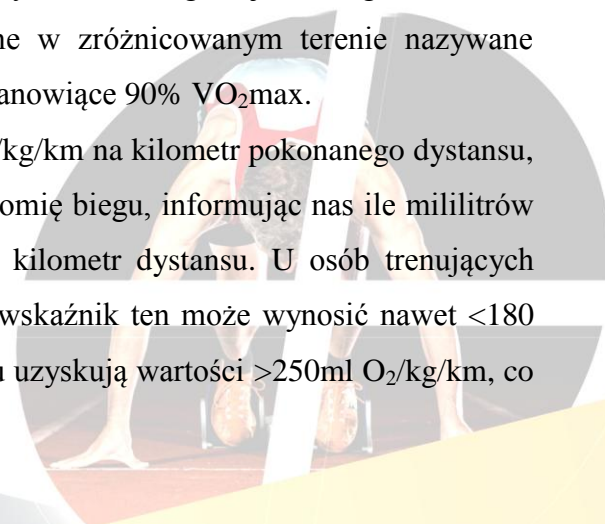 ne w zróżnicowanym terenie nazywane
anowiące 90% VO₂max.
/kg/km na kilometr pokonanego dystansu,
omię biegu, informując nas ile mililitrów
kilometr dystansu. U osób trenujących
wskaźnik ten może wynosić nawet <180
u uzyskują wartości >250ml O₂/kg/km, co